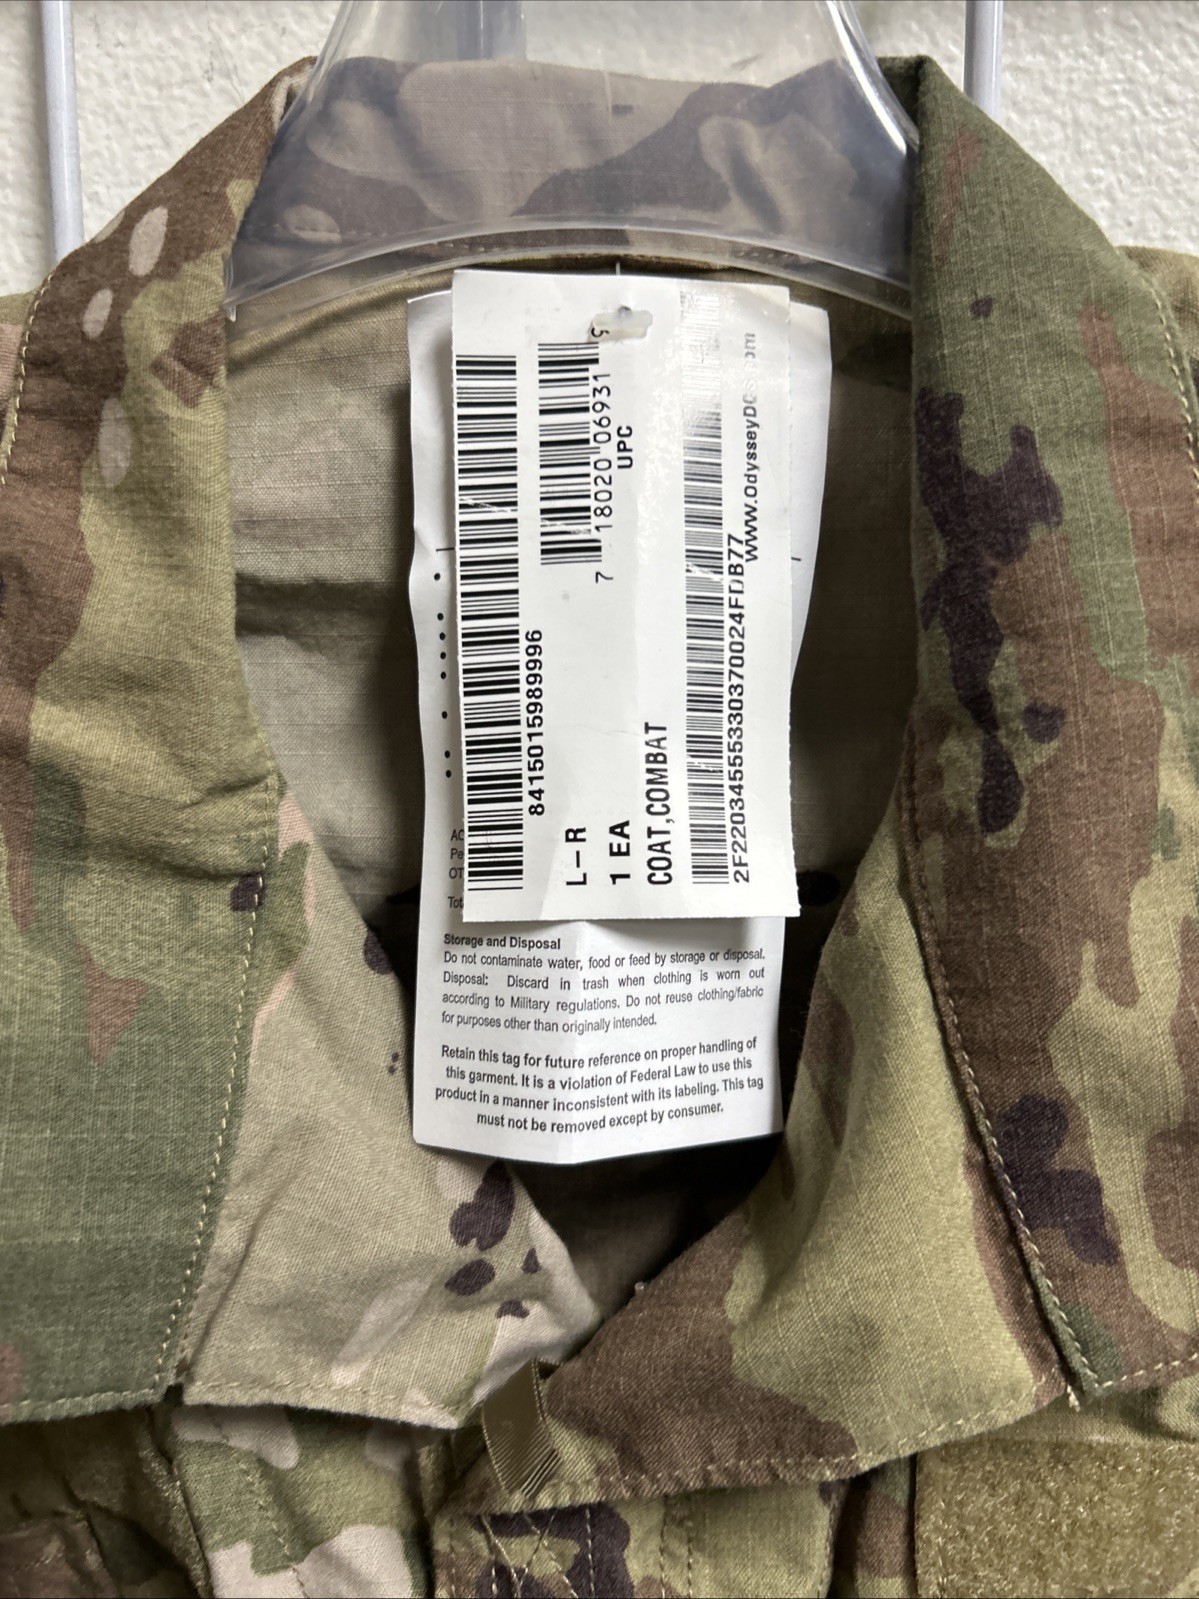 8415015989996
7 18020 06931 5
UPC
L-R
1 EA
COAT,COMBAT
2F22034555330370024FDB77
Storage and Disposal
Do not contaminate water, food or feed by storage or disposal.
Disposal: Discard in trash when clothing is worn out
according to Military regulations. Do not reuse clothing/fabric
for purposes other than originally intended.
Retain this tag for future reference on proper handling of
this garment. It is a violation of Federal Law to use this
product in a manner inconsistent with its labeling. This tag
must not be removed except by consumer.